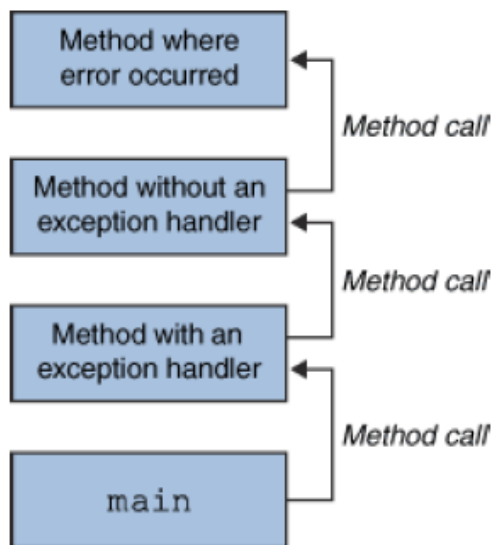 Method where
error occurred
Method call
Method without an
exception handler
Method call
Method with an
exception handler
Method call
main